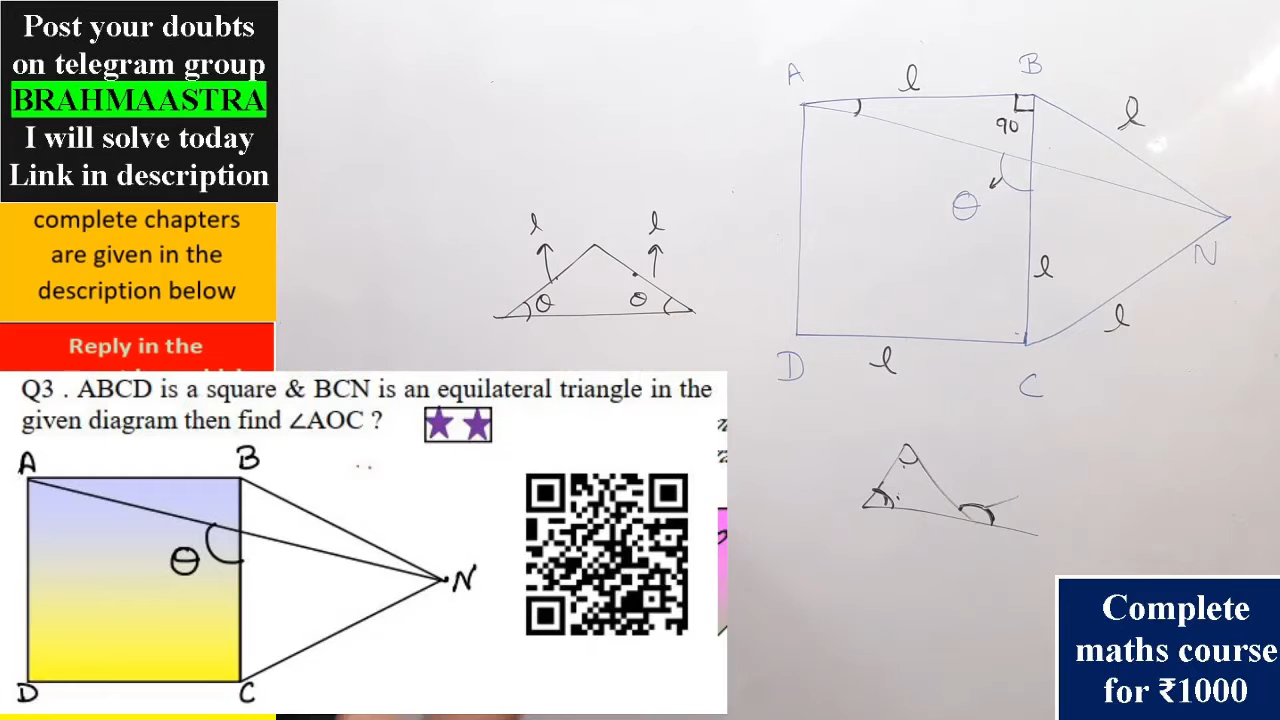 Post your doubts
on telegram group
BRAHMAASTRA
I will solve today
Link in description
complete chapters
are given in the
description below
Reply in the
Q3 . ABCD is a square & BCN is an equilateral triangle in the
given diagram then find ∠AOC ?
A
B
θ
N
D
C
l
l
θ
θ
A
l
B
90
l
θ
l
N
l
D
l
C
Complete
maths course
for ₹1000